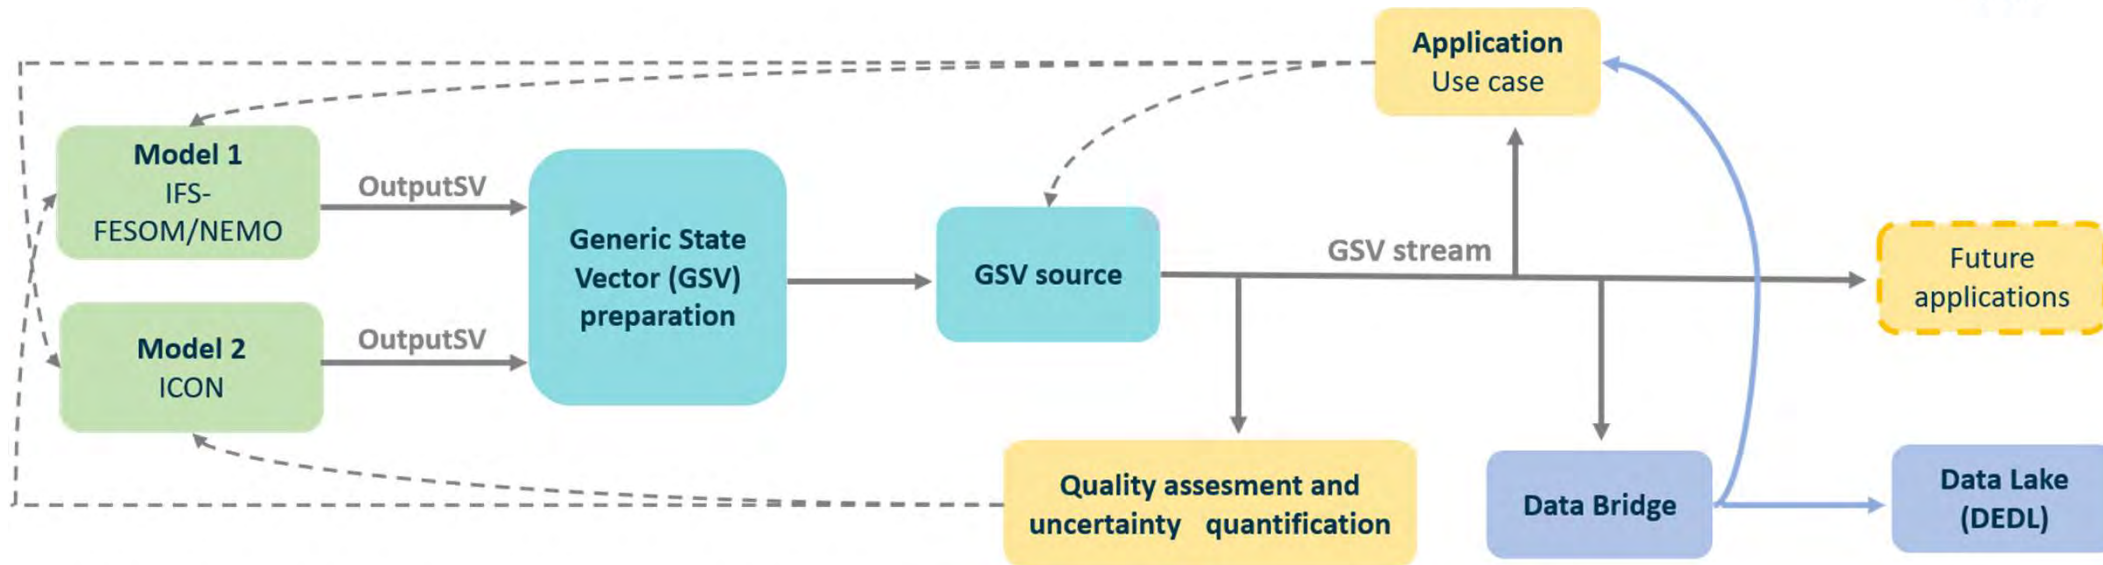 Application
Use case
Model 1
IFS-
FESOM/NEMO
OutputSV
Generic State
Vector (GSV)
preparation
GSV source
GSV stream
Future
applications
Model 2
ICON
OutputSV
Quality assesment and
uncertainty quantification
Data Bridge
Data Lake
(DEDL)